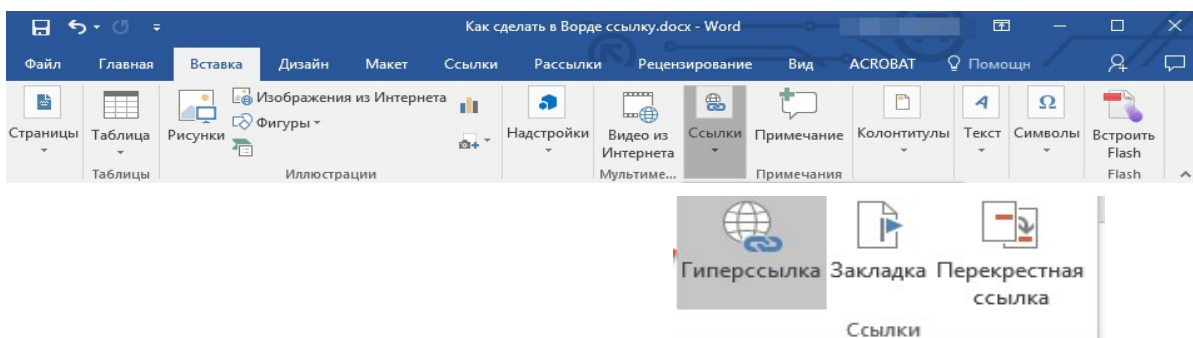 Как сделать в Ворде ссылку.docx - Word
Файл Главная Вставка Дизайн Макет Ссылки Рассылки Рецензирование Вид ACROBAT Помощн
Изображения из Интернета
Фигуры
Страницы Таблица Рисунки Надстройки Видео из Интернета Ссылки Примечание Колонтитулы Текст Символы Встроить Flash
Таблицы Иллюстрации Мультиме... Примечания Flash
Гиперссылка Закладка Перекрестная
ссылка
Ссылки